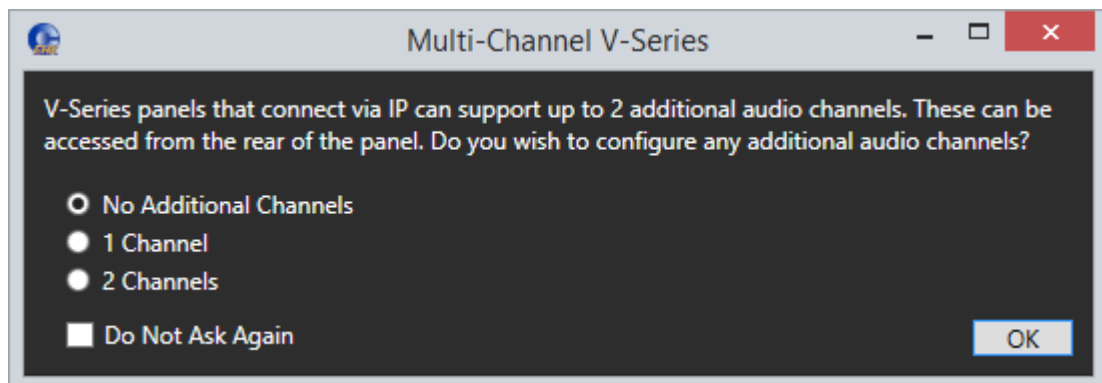 Multi-Channel V-Series
V-Series panels that connect via IP can support up to 2 additional audio channels. These can be
accessed from the rear of the panel. Do you wish to configure any additional audio channels?
No Additional Channels
1 Channel
2 Channels
Do Not Ask Again
OK